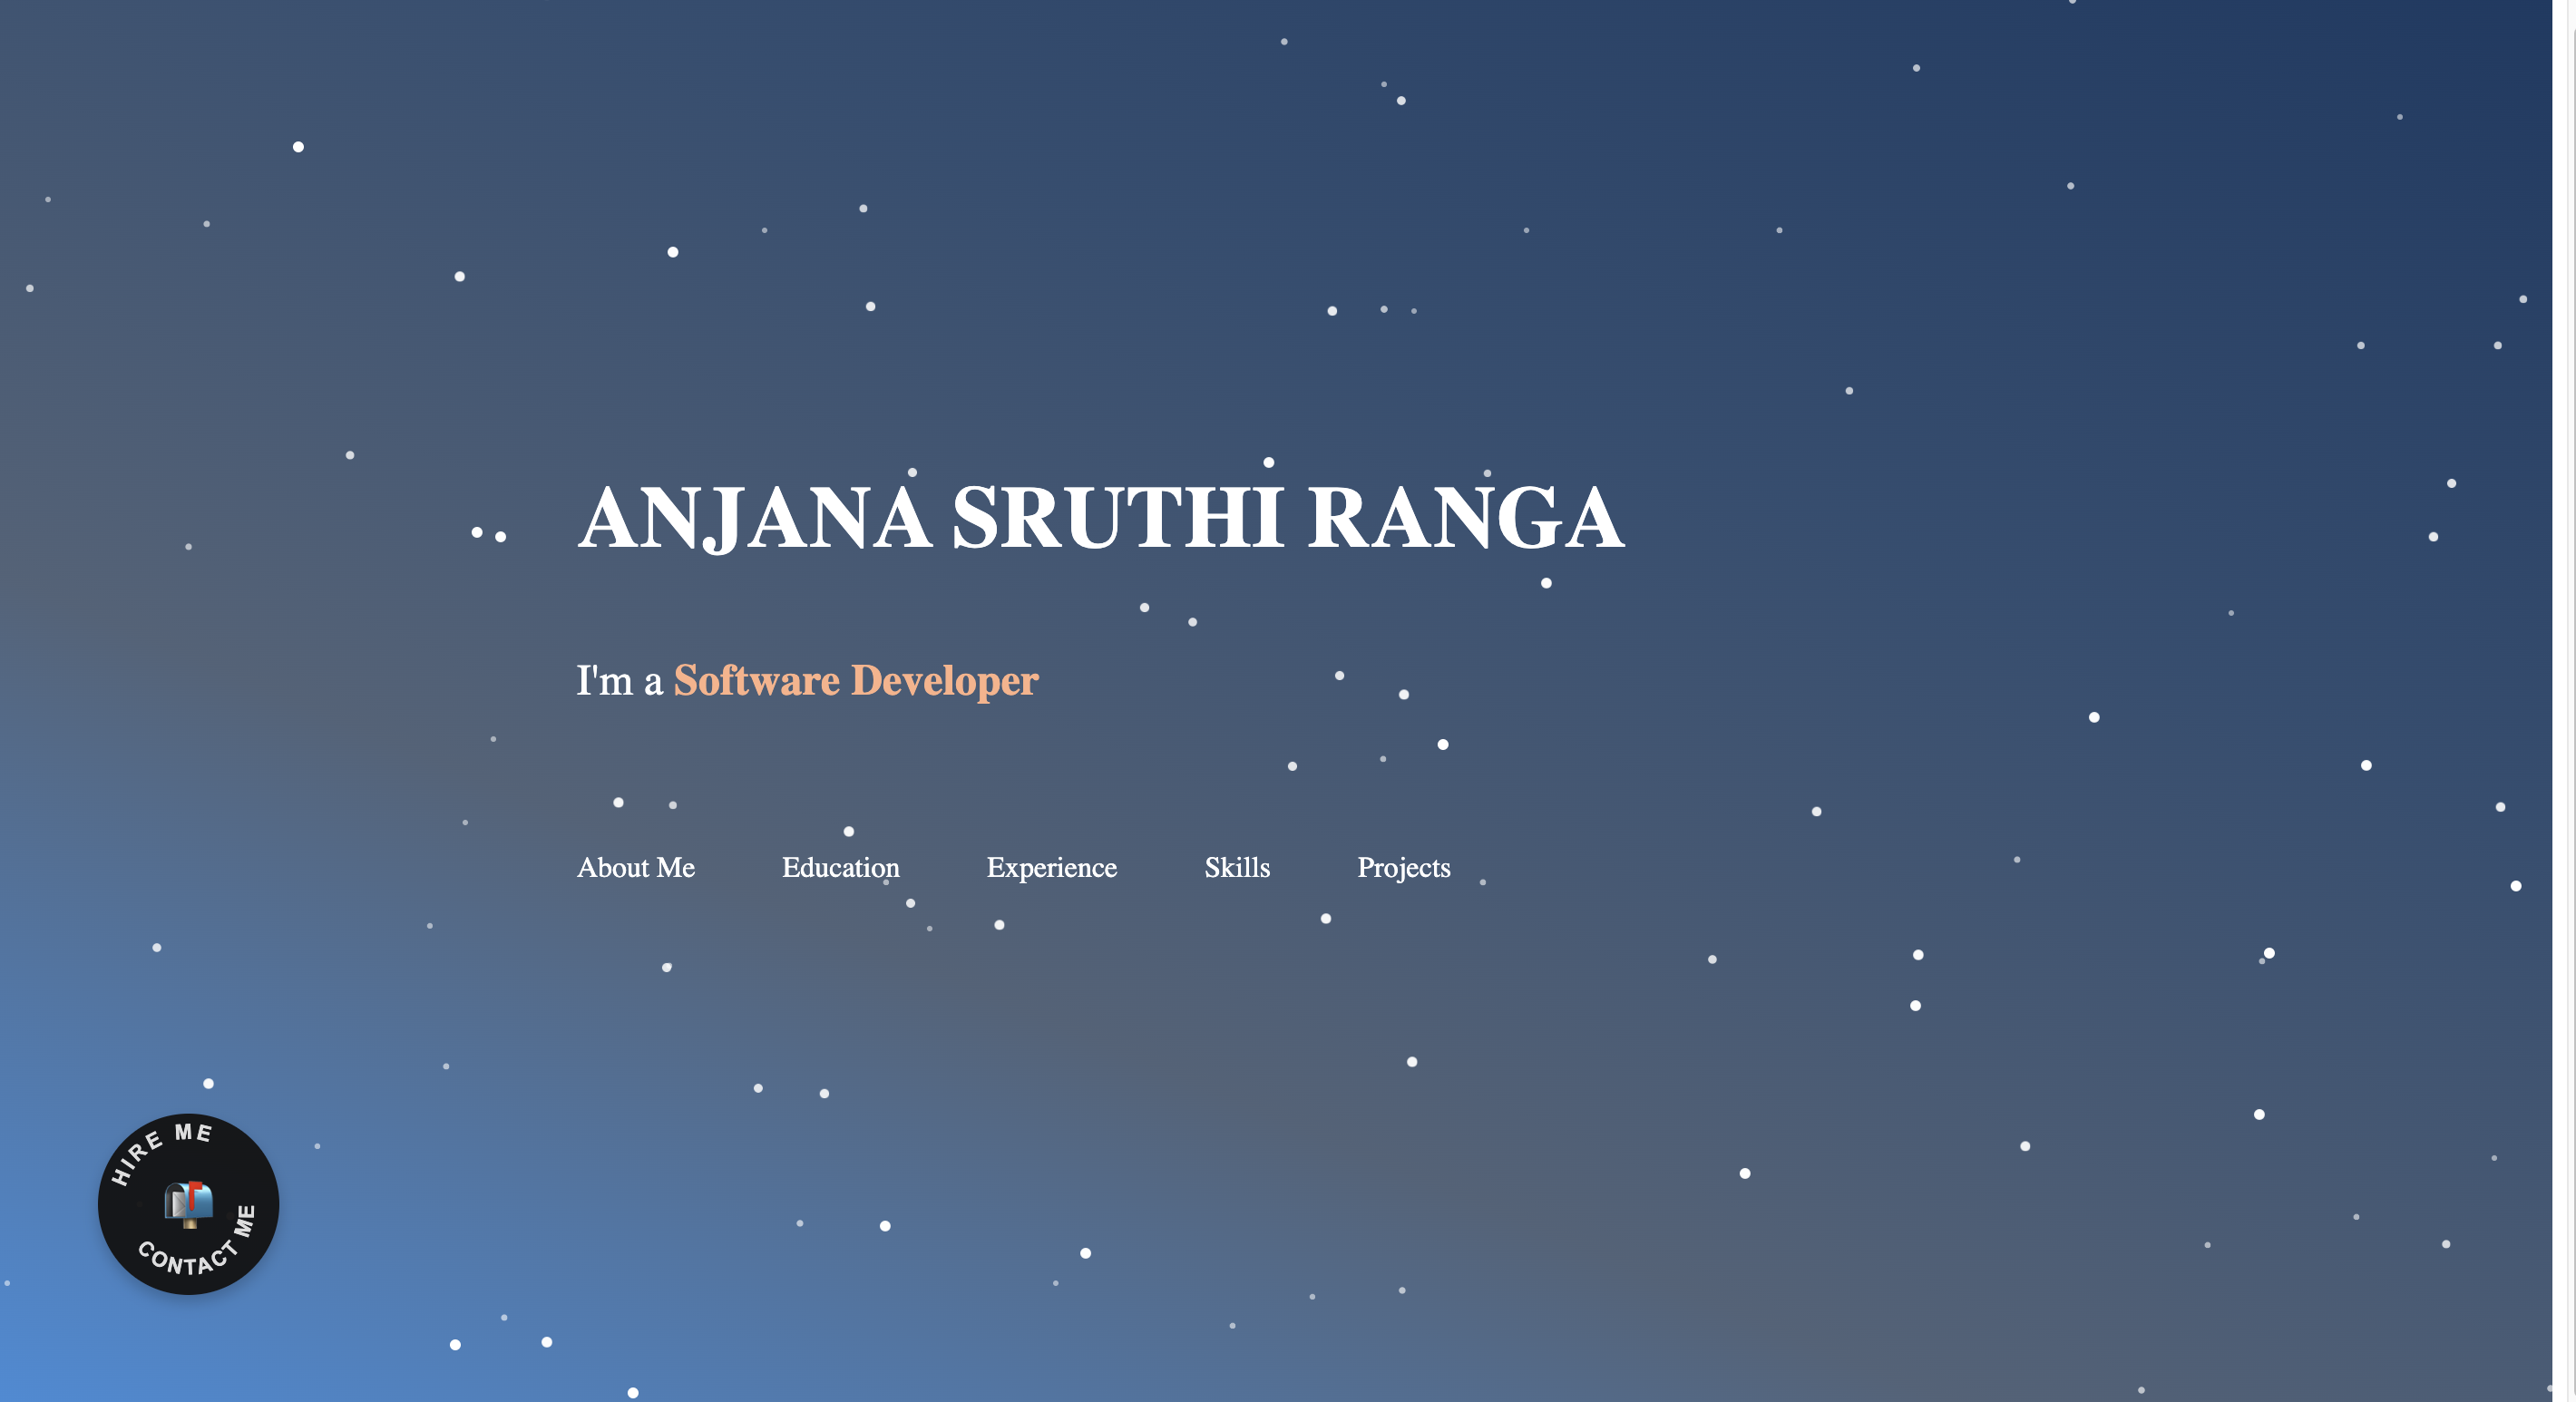 ANJANA SRUTHI RANGA
I'm a Software Developer
About Me Education Experience Skills Projects
HIRE ME
CONTACT ME